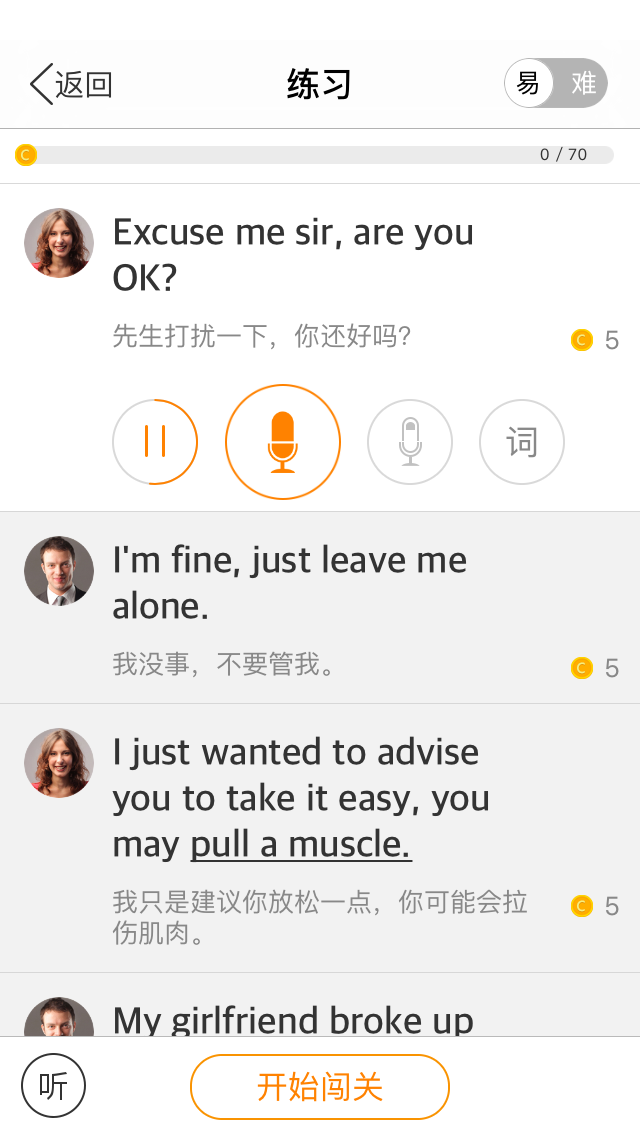 返回
练习
易 难
C 0 / 70
Excuse me sir, are you
OK?
先生打扰一下，你还好吗？
C 5
词
I'm fine, just leave me
alone.
我没事，不要管我。
C 5
I just wanted to advise
you to take it easy, you
may pull a muscle.
我只是建议你放松一点，你可能会拉
伤肌肉。
C 5
My girlfriend broke up
听
开始闯关